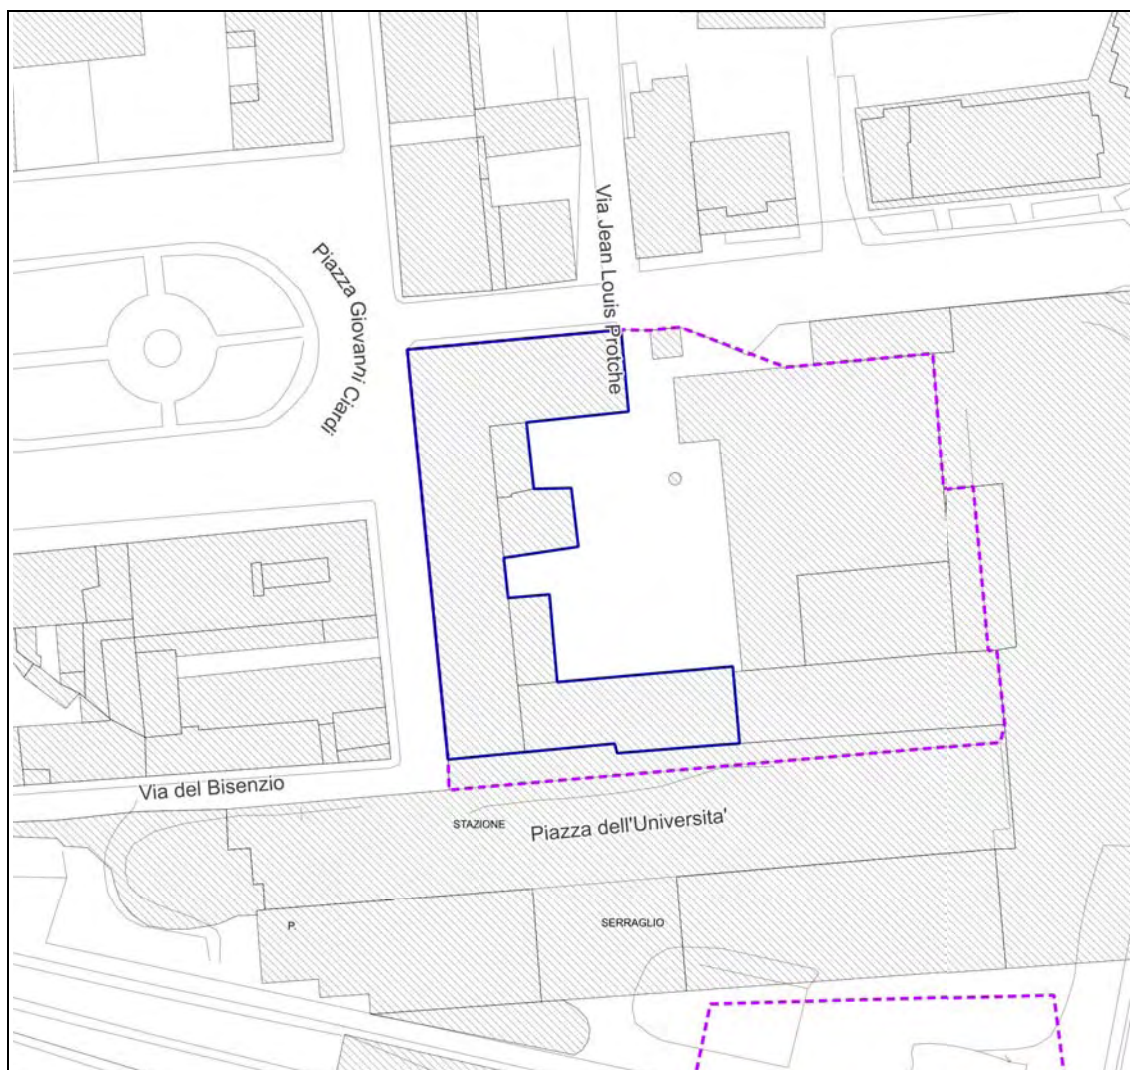 Via Jean Louis Protche
Piazza Giovanni Ciardi
Via del Bisenzio
STAZIONE
Piazza dell'Universita'
P.
SERRAGLIO